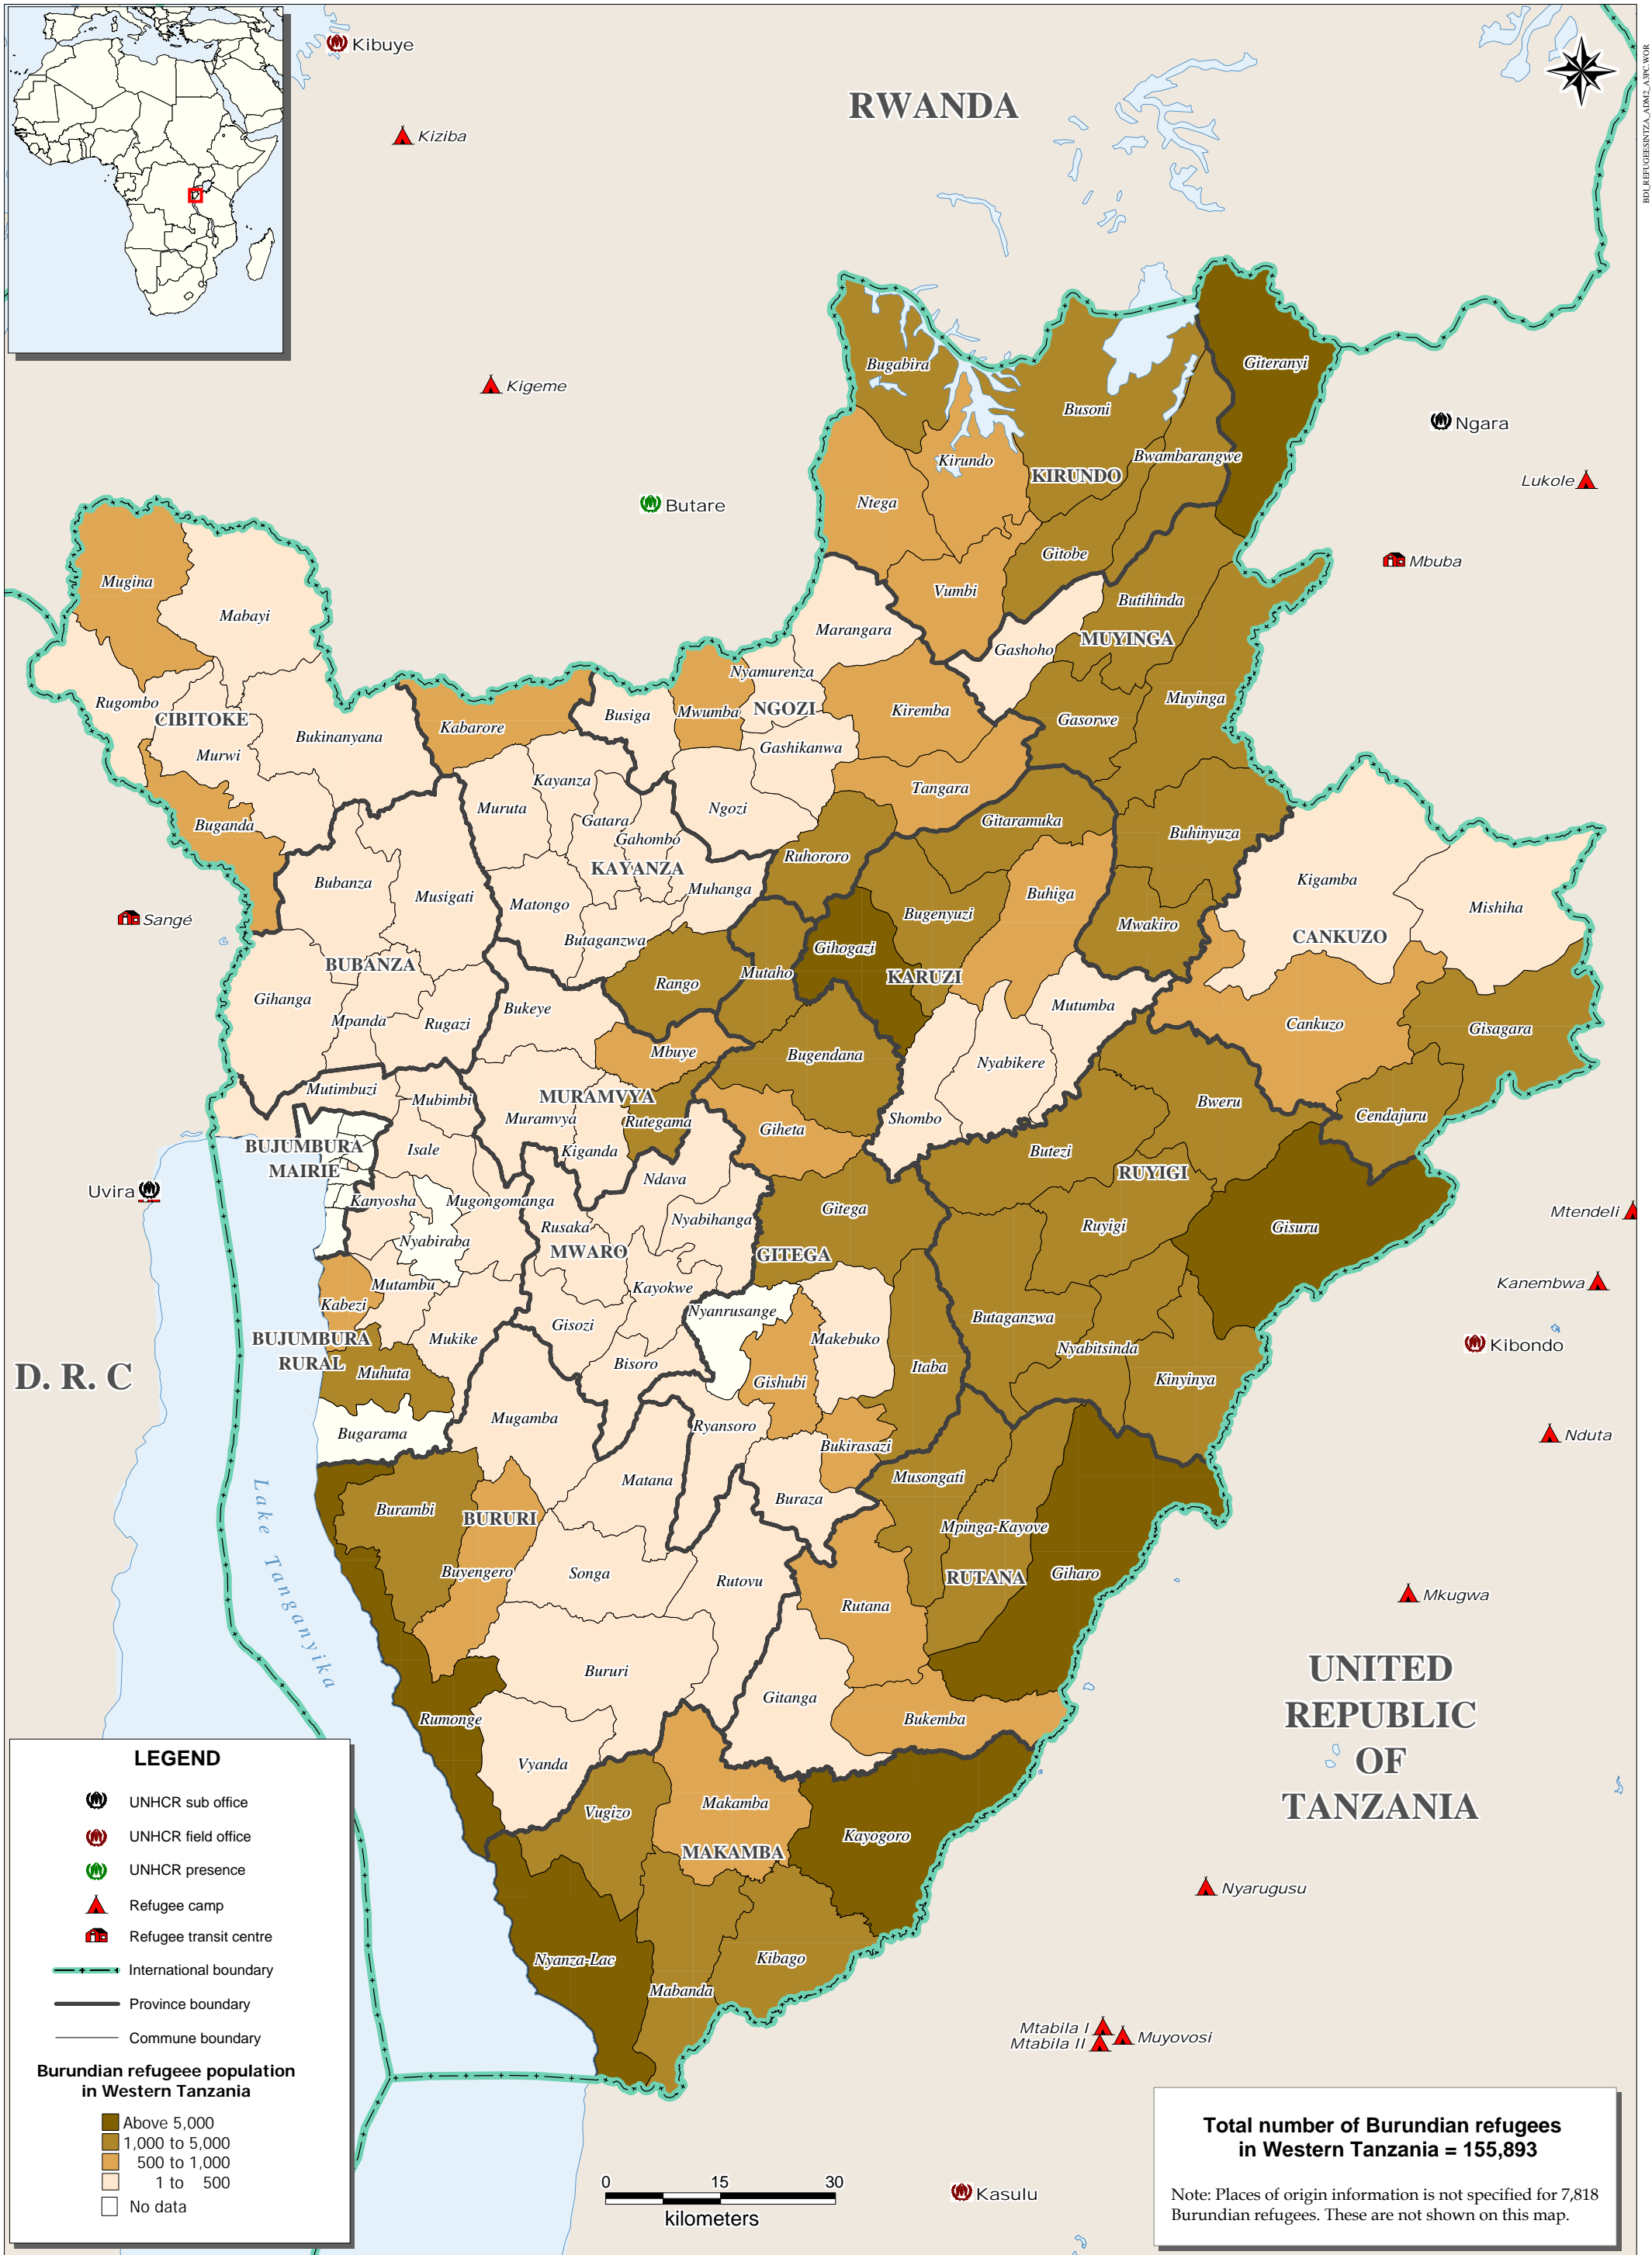 BDI_REFUGEESINTZA_ADM2_A3PC.WOR
Kibuye
RWANDA
Kiziba
Kigeme
Butare
Ngara
Lukole
Mbuba
Bugabira
Busoni
Giteranyi
Kirundo
KIRUNDO
Bwambarangwe
Ntega
Gitobe
Vumbi
Mugina
Mabayi
Marangara
Gashoho
Butihinda
MUYINGA
Rugombo
CIBITOKE
Murwi
Bukinanyana
Kabarore
Busiga
Mwumba
Nyamurenza
NGOZI
Kiremba
Gasorwe
Muyinga
Gashikanwa
Kayanza
Muruta
Gatara
Gahombo
Ngozi
Tangara
Gitaramuka
Buhinyuza
Buganda
Bubanza
Musigati
KAYANZA
Muhanga
Ruhororo
Matongo
Butaganzwa
Buhiga
Bugenyuzi
Mwakiro
Kigamba
Mishiha
CANKUZO
Sangé
BUBANZA
Gihogazi
KARUZI
Mutaho
Rango
Gihanga
Mpanda
Rugazi
Bukeye
Mutumba
Cankuzo
Gisagara
Mbuye
Bugendana
Nyabikere
Mutimbuzi
Mubimbi
MURAMVYA
Muramvya
Rutegama
Giheta
Shombo
Bweru
Cendajuru
BUJUMBURA
MAIRIE
Isale
Kiganda
Ndava
Butezi
RUYIGI
Uvira
Kanyosha
Mugongomanga
Rusaka
Nyabihanga
Gitega
Ruyigi
Gisuru
Mtendeli
Nyabiraba
MWARO
GITEGA
Kanembwa
Mutambu
Kabezi
Kayokwe
Nyanrusange
Makebuko
Butaganzwa
Kibondo
BUJUMBURA
RURAL
Mukike
Gisozi
Bisoro
Itaba
Nyabitsinda
Kinyinya
D. R. C
Muhuta
Gishubi
Bugarama
Mugamba
Ryansoro
Bukirasazi
Nduta
Matana
Buraza
Musongati
Lake Tanganyika
Burambi
BURURI
Mpinga-Kayove
Buyengero
Songa
Rutovu
RUTANA
Giharo
Rutana
Mkugwa
Bururi
Gitanga
Bukemba
Rumonge
Vyanda
UNITED
REPUBLIC
OF
TANZANIA
Vugizo
Makamba
MAKAMBA
Kayogoro
Nyarugusu
Nyanza-Lac
Kibago
Mabanda
Mtabila I
Mtabila II
Muyovosi
Kasulu
LEGEND
UNHCR sub office
UNHCR field office
UNHCR presence
Refugee camp
Refugee transit centre
International boundary
Province boundary
Commune boundary
Burundian refugeee population
in Western Tanzania
Above 5,000
1,000 to 5,000
500 to 1,000
1 to 500
No data
0 15 30
kilometers
Total number of Burundian refugees
in Western Tanzania = 155,893
Note: Places of origin information is not specified for 7,818
Burundian refugees. These are not shown on this map.